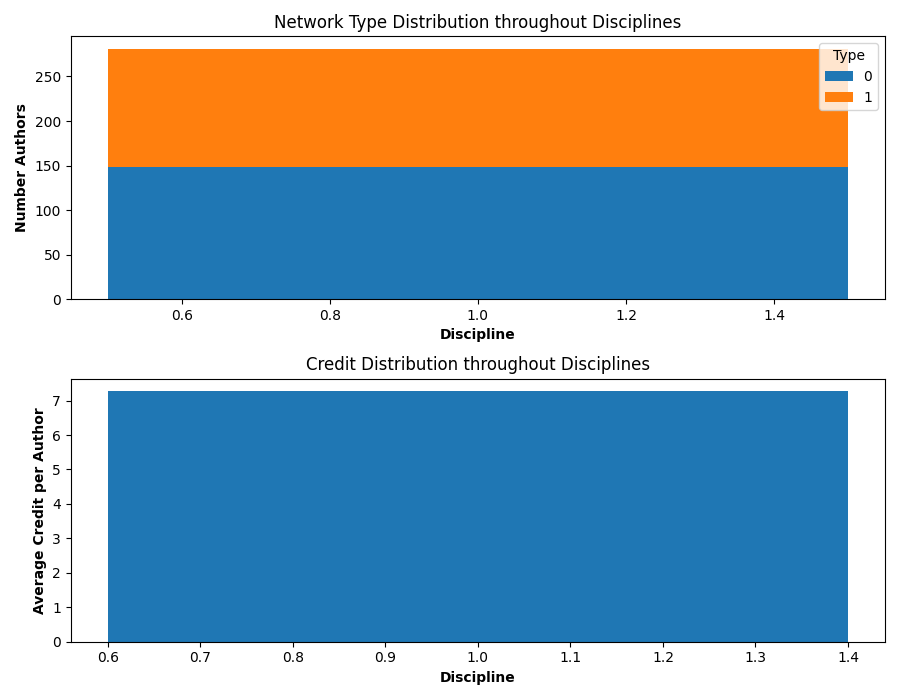 Network Type Distribution throughout Disciplines
Number Authors
250
200
150
100
50
0
Type
0
1
0.6 0.8 1.0 1.2 1.4
Discipline
Credit Distribution throughout Disciplines
Average Credit per Author
7
6
5
4
3
2
1
0
0.6 0.7 0.8 0.9 1.0 1.1 1.2 1.3 1.4
Discipline